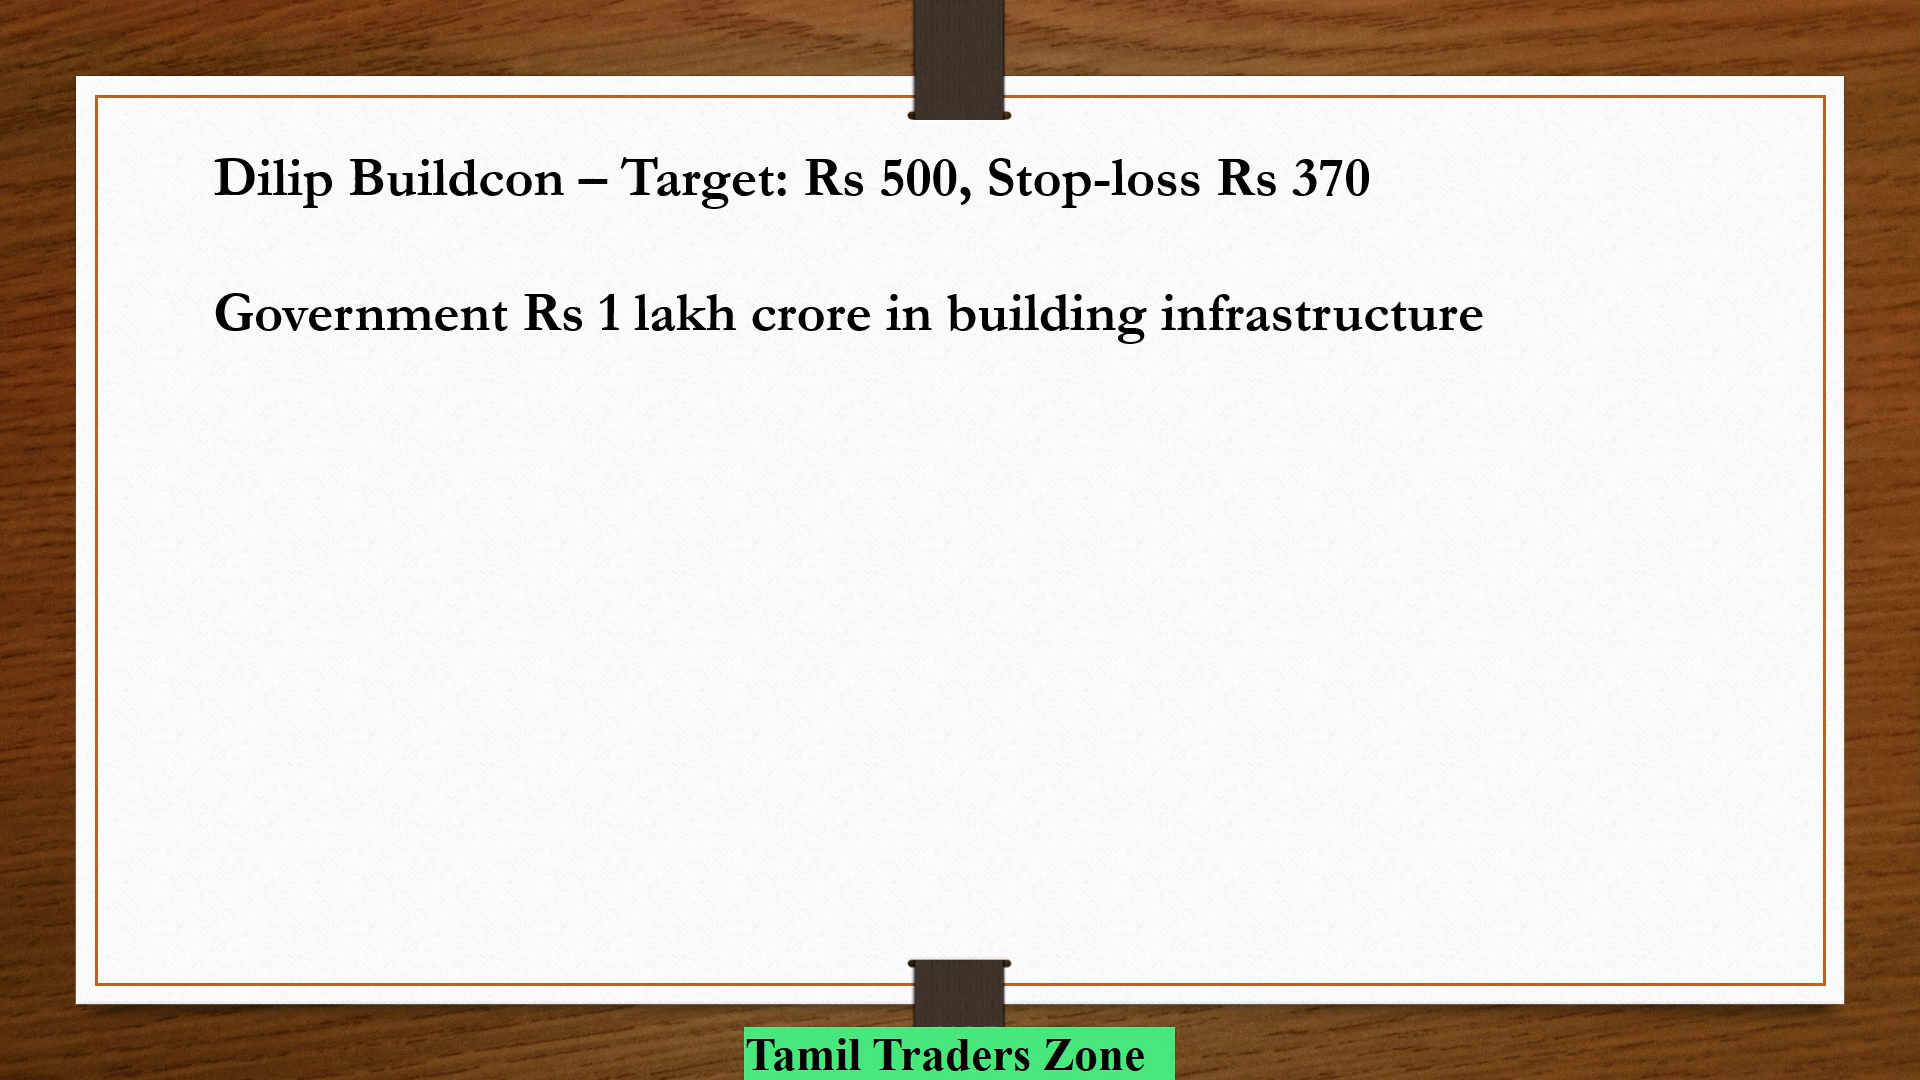 Dilip Buildcon – Target: Rs 500, Stop-loss Rs 370
Government Rs 1 lakh crore in building infrastructure
Tamil Traders Zone